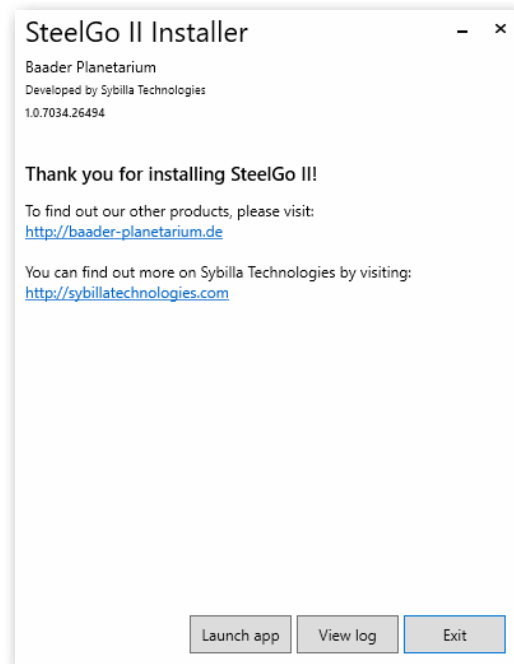 SteelGo II Installer
Baader Planetarium
Developed by Sybilla Technologies
1.0.7034.26494
Thank you for installing SteelGo II!
To find out our other products, please visit:
http://baader-planetarium.de
You can find out more on Sybilla Technologies by visiting:
http://sybillatechnologies.com
Launch app View log Exit